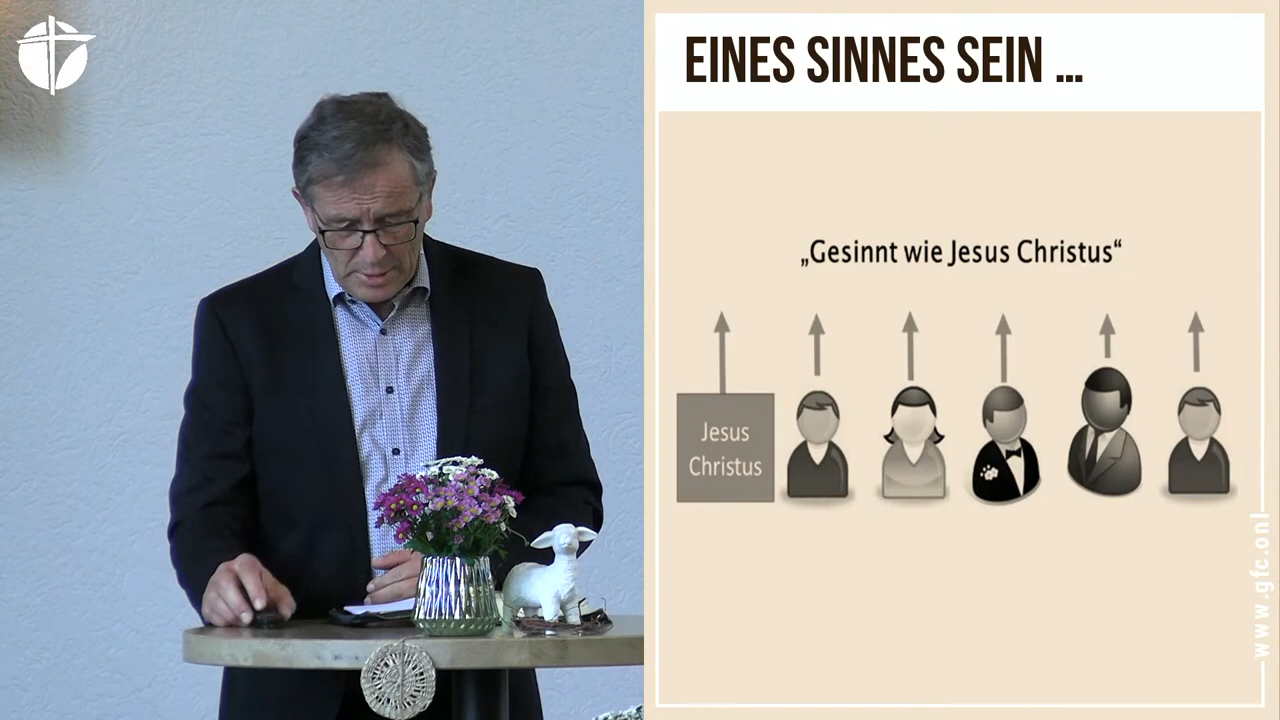 EINES SINNES SEIN ...
„Gesinnt wie Jesus Christus“
Jesus
Christus
www.gfc.onl